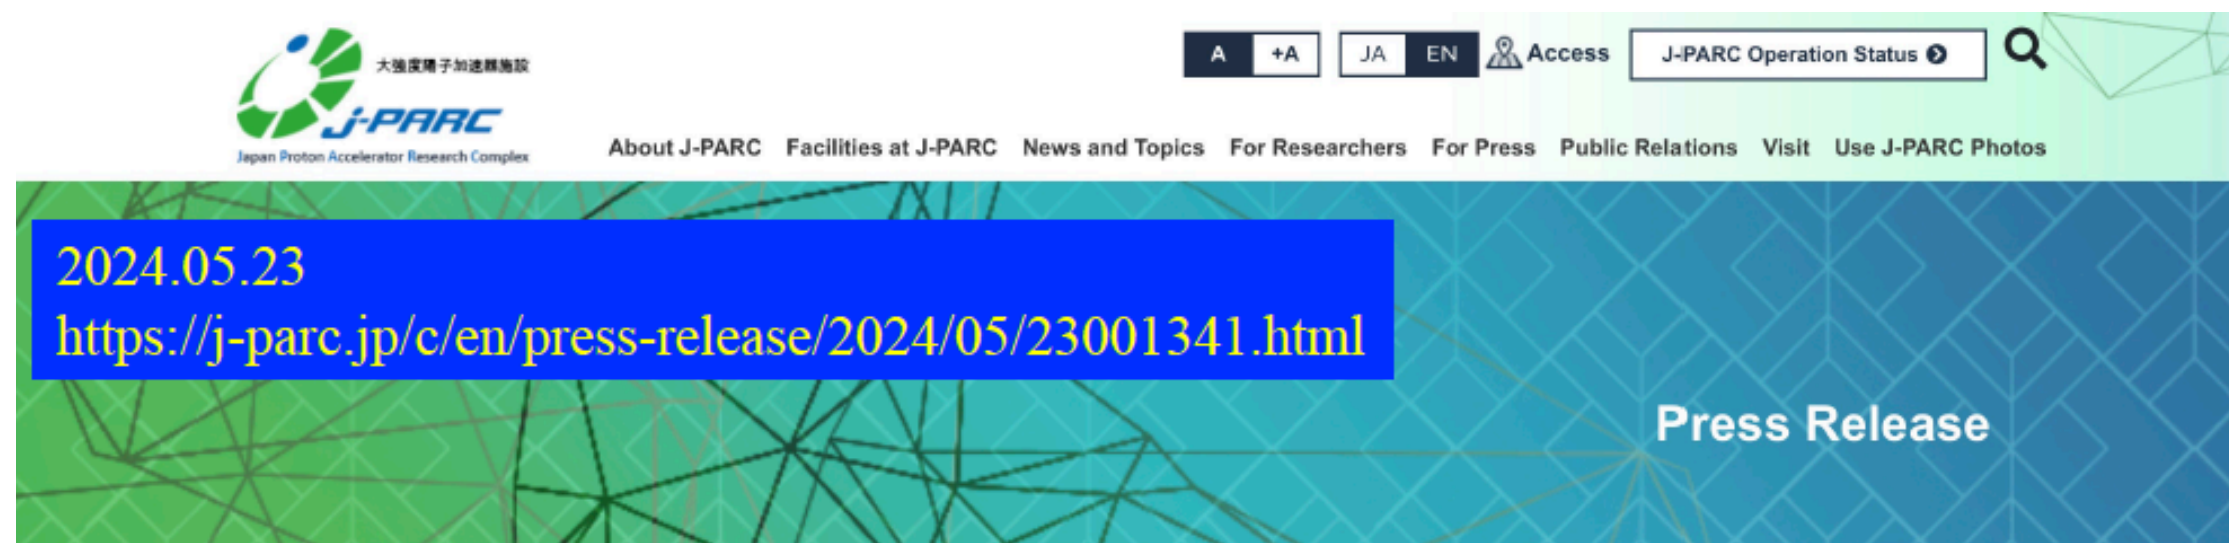 大強度陽子加速器施設
J-PARC
Japan Proton Accelerator Research Complex
A +A JA EN Access J-PARC Operation Status
About J-PARC Facilities at J-PARC News and Topics For Researchers For Press Public Relations Visit Use J-PARC Photos
2024.05.23
https://j-parc.jp/c/en/press-release/2024/05/23001341.html
Press Release